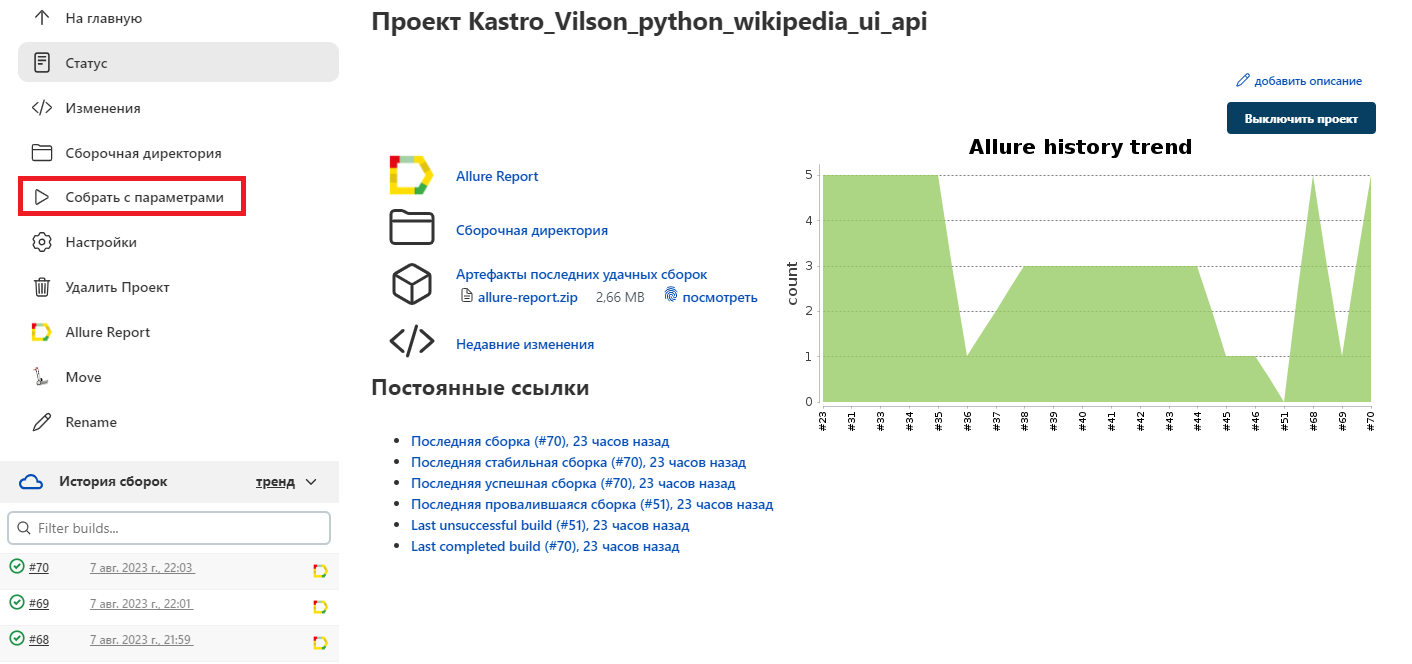 На главную
Статус
Изменения
Сборочная директория
Собрать с параметрами
Настройки
Удалить Проект
Allure Report
Move
Rename
История сборок тренд
Filter builds...
#70 7 авг. 2023 г., 22:03
#69 7 авг. 2023 г., 22:01
#68 7 авг. 2023 г., 21:59
Проект Kastro_Vilson_python_wikipedia_ui_api
добавить описание
Выключить проект
Allure Report
Сборочная директория
Артефакты последних удачных сборок
allure-report.zip 2,66 MB посмотреть
Недавние изменения
Allure history trend
count
5
4
3
2
1
0
#23 #31 #33 #34 #35 #36 #37 #38 #39 #40 #41 #42 #43 #44 #45 #46 #51 #68 #69 #70
Постоянные ссылки
Последняя сборка (#70), 23 часов назад
Последняя стабильная сборка (#70), 23 часов назад
Последняя успешная сборка (#70), 23 часов назад
Последняя провалившаяся сборка (#51), 23 часов назад
Last unsuccessful build (#51), 23 часов назад
Last completed build (#70), 23 часов назад